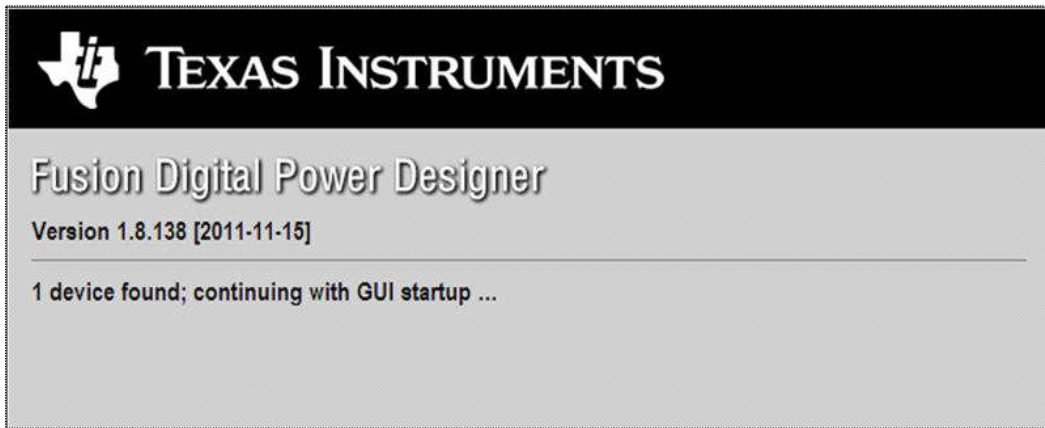 TEXAS INSTRUMENTS
Fusion Digital Power Designer
Version 1.8.138 [2011-11-15]
1 device found; continuing with GUI startup ...